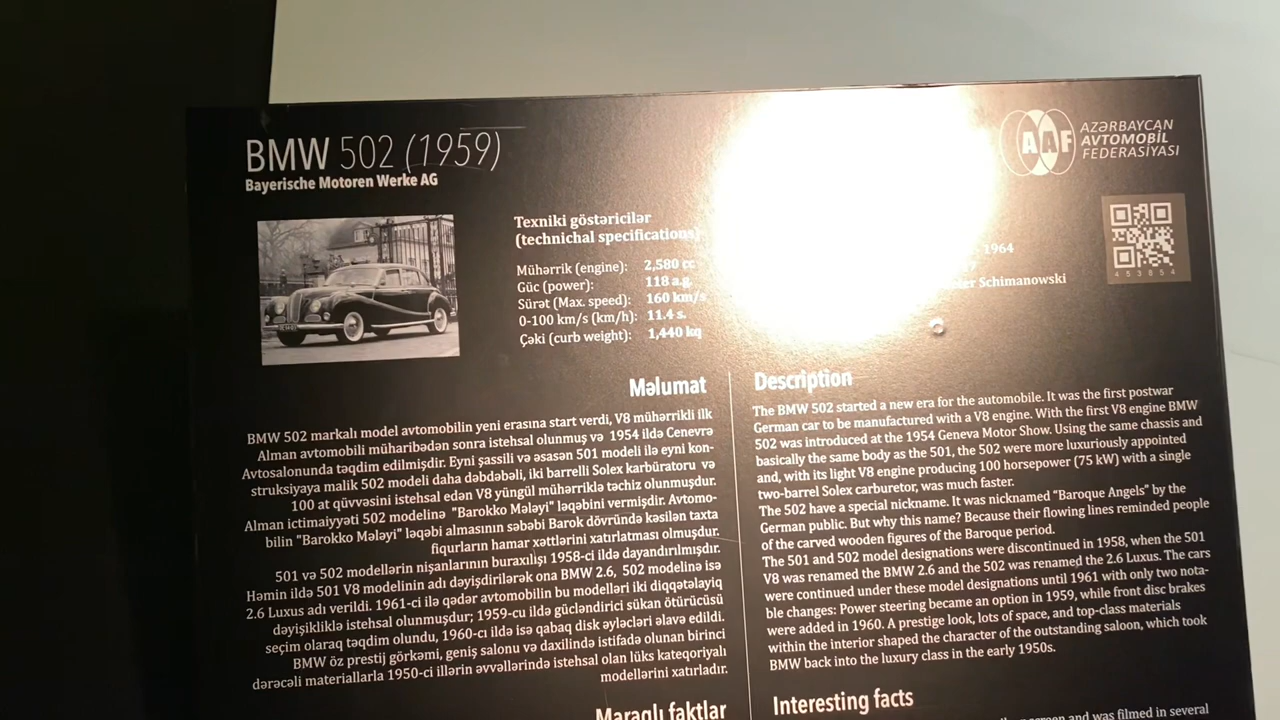 BMW 502 (1959)
Bayerische Motoren Werke AG
AZƏRBAYCAN
AVTOMOBİL
FEDERASİYASI
AAF
453854
Texniki göstəricilər
(technichal specifications)
Mühərrik (engine): 2,580 cc
Güc (power): 118 a.g.
Sürət (Max. speed): 160 km/s
0-100 km/s (km/h): 11.4 s.
Çəki (curb weight): 1,440 kq
1964
Schimanowski
Məlumat
BMW 502 markalı model avtomobilin yeni erasına start verdi, V8 mühərrikli ilk
Alman avtomobili müharibədən sonra istehsal olunmuş və 1954 ildə Cenevrə
Avtosalonunda təqdim edilmişdir. Eyni şassili və əsasən 501 modeli ilə eyni kon-
struksiyaya malik 502 modeli daha dəbdəbəli, iki barrelli Solex karbüratoru və
100 at qüvvəsini istehsal edən V8 yüngül mühərriklə təchiz olunmuşdur.
Alman ictimaiyyəti 502 modelinə "Barokko Mələyi" ləqəbini vermişdir. Avtomo-
bilin "Barokko Mələyi" ləqəbi almasının səbəbi Barok dövründə kəsilən taxta
fiqurların hamar xəttlərini xatırlatması olmuşdur.
501 və 502 modellərin nişanlarının buraxılışı 1958-ci ildə dayandırılmışdır.
Həmin ildə 501 V8 modelinin adı dəyişdirilərək ona BMW 2.6, 502 modelinə isə
2.6 Luxus adı verildi. 1961-ci ilə qədər avtomobilin bu modelləri iki diqqətəlayiq
dəyişikliklə istehsal olunmuşdur; 1959-cu ildə gücləndirici sükan ötürücüsü
seçim olaraq təqdim olundu, 1960-cı ildə isə qabaq disk əyləcləri əlavə edildi.
BMW öz prestij görkəmi, geniş salonu və daxilində istifadə olunan birinci
dərəcəli materiallarla 1950-ci illərin əvvəllərində istehsal olan lüks kateqoriyalı
modellərini xatırladır.
Maraqlı faktlar
Description
The BMW 502 started a new era for the automobile. It was the first postwar
German car to be manufactured with a V8 engine. With the first V8 engine BMW
502 was introduced at the 1954 Geneva Motor Show. Using the same chassis and
basically the same body as the 501, the 502 were more luxuriously appointed
and, with its light V8 engine producing 100 horsepower (75 kW) with a single
two-barrel Solex carburetor, was much faster.
The 502 have a special nickname. It was nicknamed “Baroque Angels” by the
German public. But why this name? Because their flowing lines reminded people
of the carved wooden figures of the Baroque period.
The 501 and 502 model designations were discontinued in 1958, when the 501
V8 was renamed the BMW 2.6 and the 502 was renamed the 2.6 Luxus. The cars
were continued under these model designations until 1961 with only two nota-
ble changes: Power steering became an option in 1959, while front disc brakes
were added in 1960. A prestige look, lots of space, and top-class materials
within the interior shaped the character of the outstanding saloon, which took
BMW back into the luxury class in the early 1950s.
Interesting facts
screen and was filmed in several